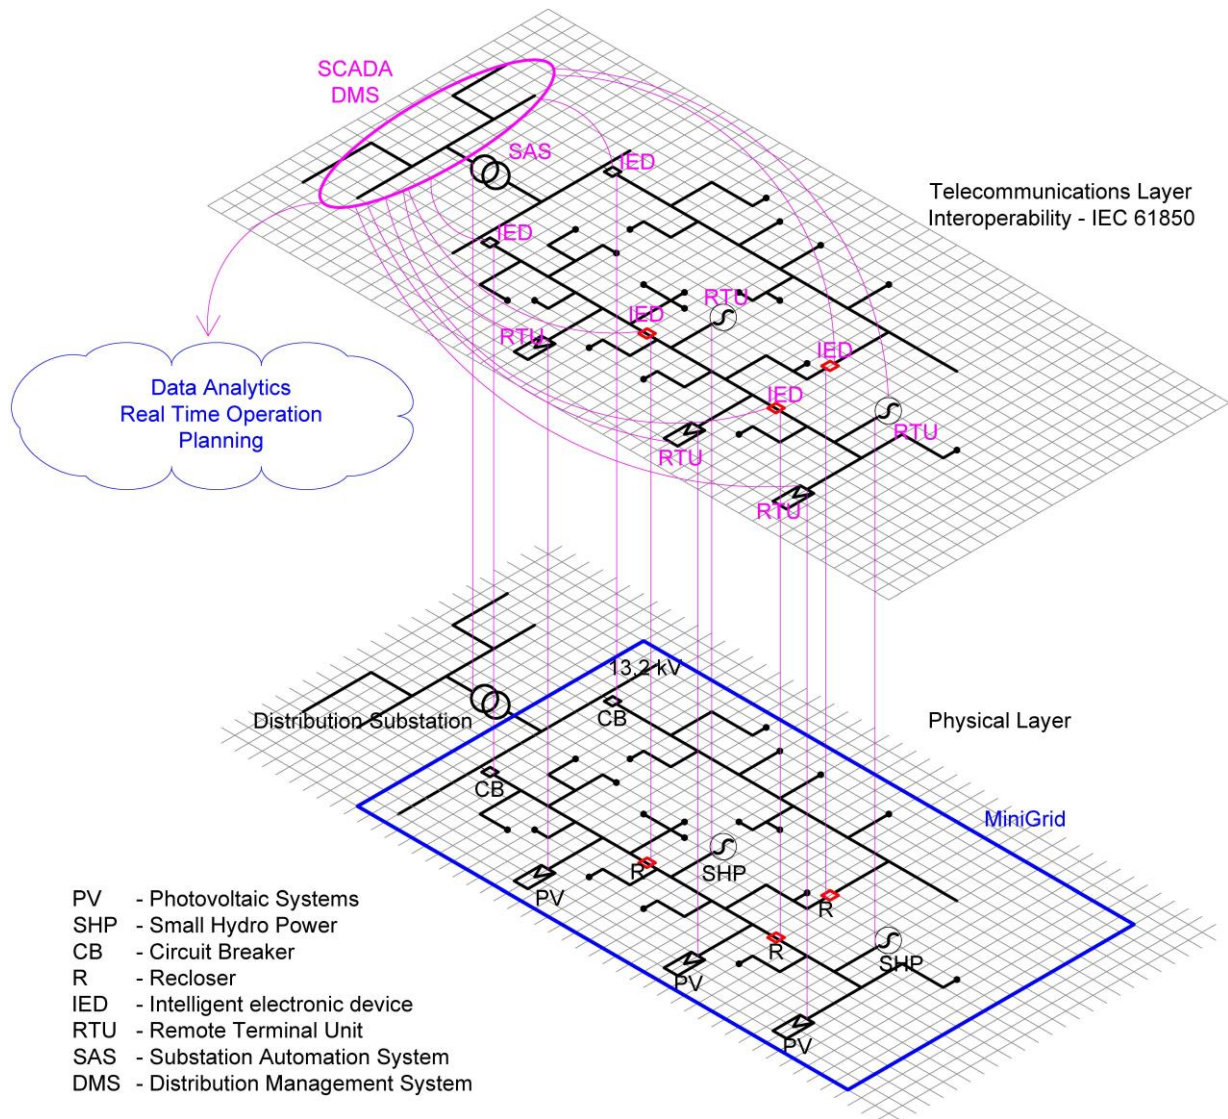 SCADA
DMS
SAS
IED
Telecommunications Layer
Interoperability - IEC 61850
IED
RTU
IED
RTU
IED
IED
RTU
RTU
RTU
Data Analytics
Real Time Operation
Planning
13,2 kV
Distribution Substation
CB
Physical Layer
CB
MiniGrid
R
SHP
PV
R
R
SHP
PV
PV
PV - Photovoltaic Systems
SHP - Small Hydro Power
CB - Circuit Breaker
R - Recloser
IED - Intelligent electronic device
RTU - Remote Terminal Unit
SAS - Substation Automation System
DMS - Distribution Management System